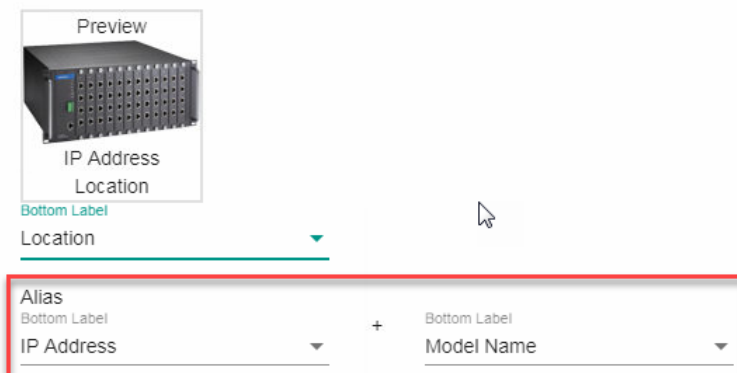 Preview
IP Address
Location
Bottom Label
Location
Alias
Bottom Label
IP Address
+
Bottom Label
Model Name